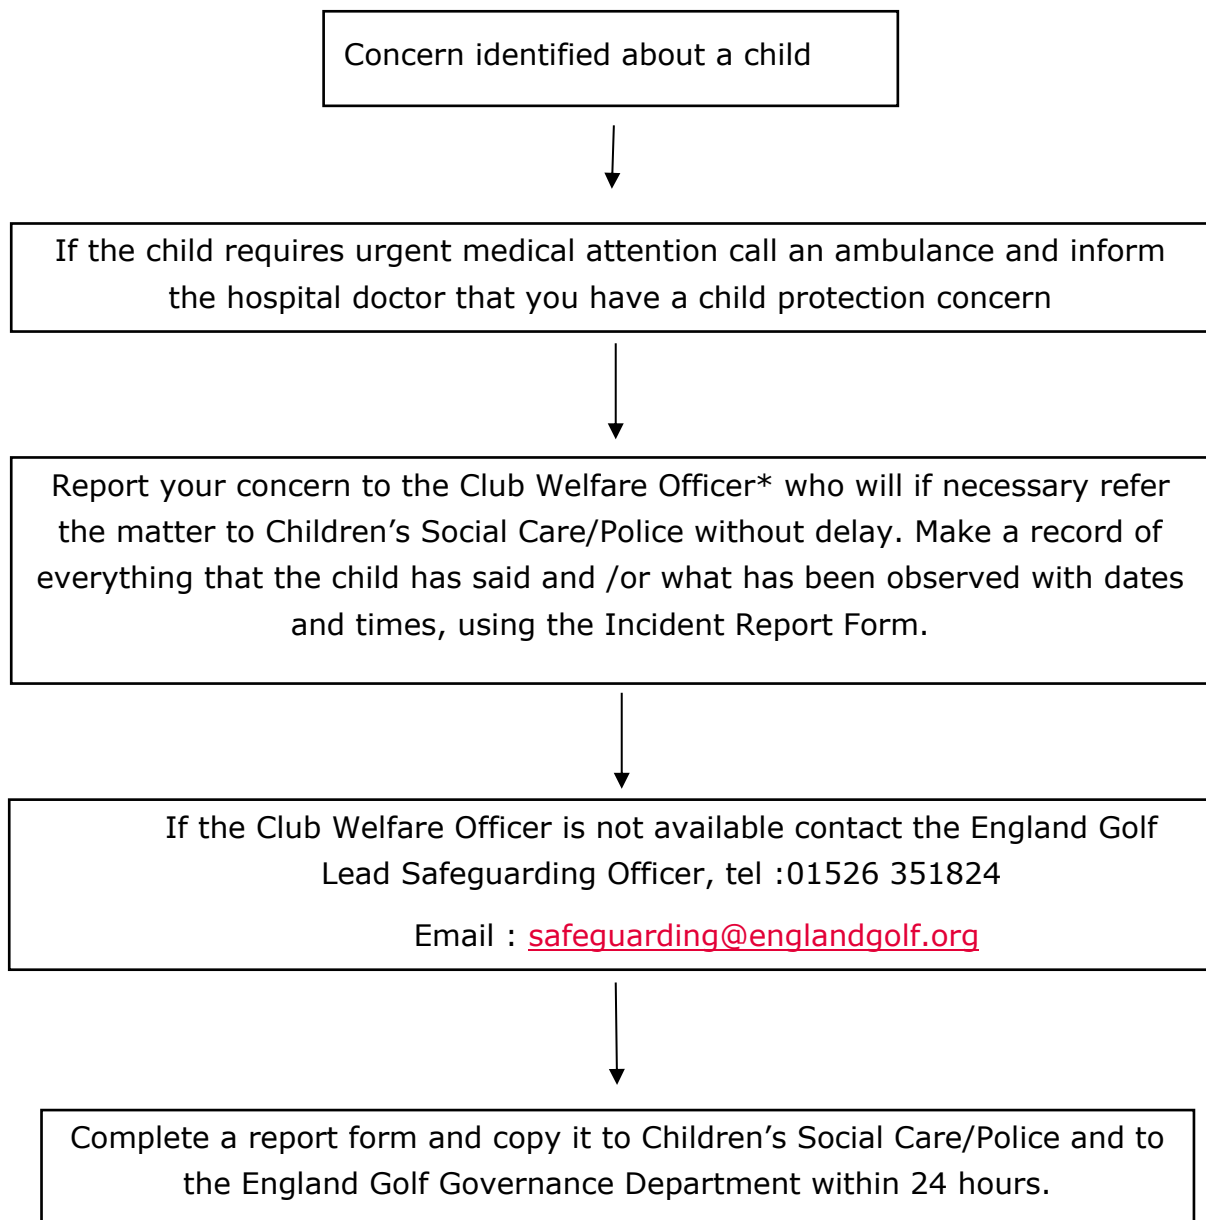 Concern identified about a child
If the child requires urgent medical attention call an ambulance and inform
the hospital doctor that you have a child protection concern
Report your concern to the Club Welfare Officer* who will if necessary refer
the matter to Children’s Social Care/Police without delay. Make a record of
everything that the child has said and /or what has been observed with dates
and times, using the Incident Report Form.
If the Club Welfare Officer is not available contact the England Golf
Lead Safeguarding Officer, tel :01526 351824
Email : safeguarding@englandgolf.org
Complete a report form and copy it to Children’s Social Care/Police and to
the England Golf Governance Department within 24 hours.